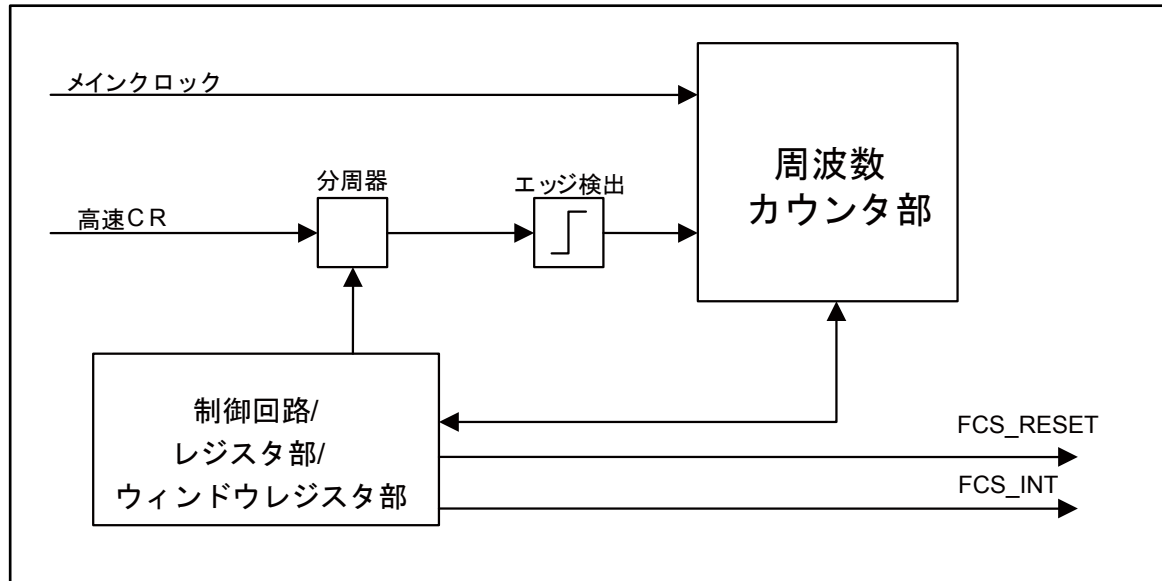 メインクロック
周波数
カウンタ部
分周器
エッジ検出
高速CR
制御回路/
レジスタ部/
ウィンドウレジスタ部
FCS_RESET
FCS_INT